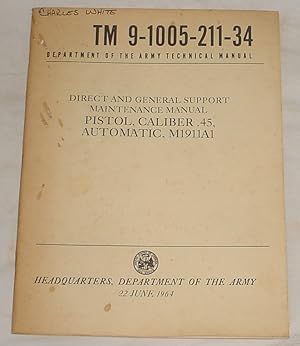 CHARLES WHITE
TM 9-1005-211-34
DEPARTMENT OF THE ARMY TECHNICAL MANUAL
DIRECT AND GENERAL SUPPORT
MAINTENANCE MANUAL
PISTOL, CALIBER .45,
AUTOMATIC, M1911A1
HEADQUARTERS, DEPARTMENT OF THE ARMY
22 JUNE 1964